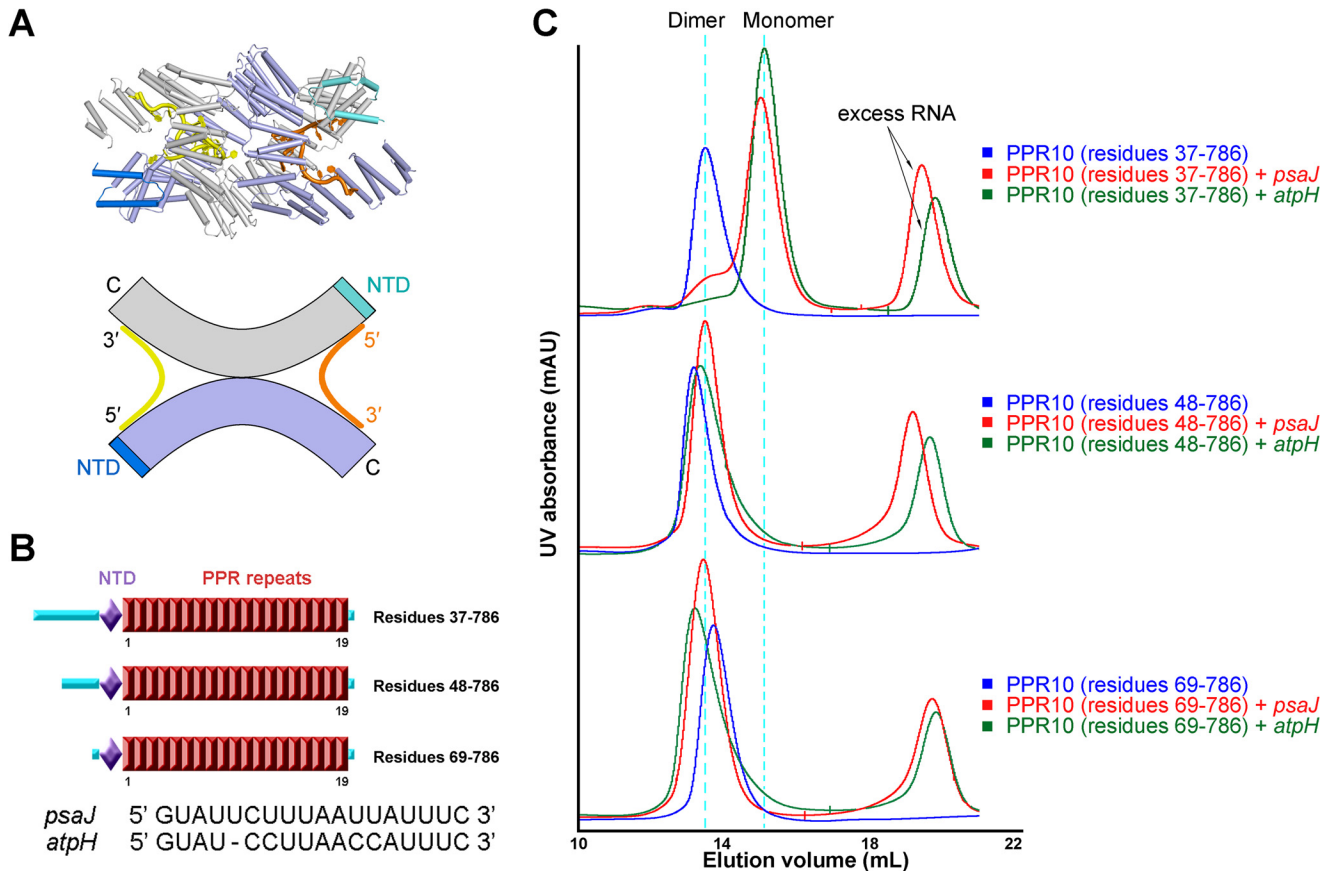 A
C
NTD
3′
5′
5′
3′
NTD
C
B
NTD
PPR repeats
Residues 37-786
1
19
Residues 48-786
1
19
Residues 69-786
1
19
psaJ 5' GUAUUCUUUAAUUAUUUC 3'
atpH 5' GUAU-CCUUAACCAUUUC 3'
C
Dimer
Monomer
excess RNA
PPR10 (residues 37-786)
PPR10 (residues 37-786) + psaJ
PPR10 (residues 37-786) + atpH
PPR10 (residues 48-786)
PPR10 (residues 48-786) + psaJ
PPR10 (residues 48-786) + atpH
PPR10 (residues 69-786)
PPR10 (residues 69-786) + psaJ
PPR10 (residues 69-786) + atpH
UV absorbance (mAU)
10
14
18
22
Elution volume (mL)